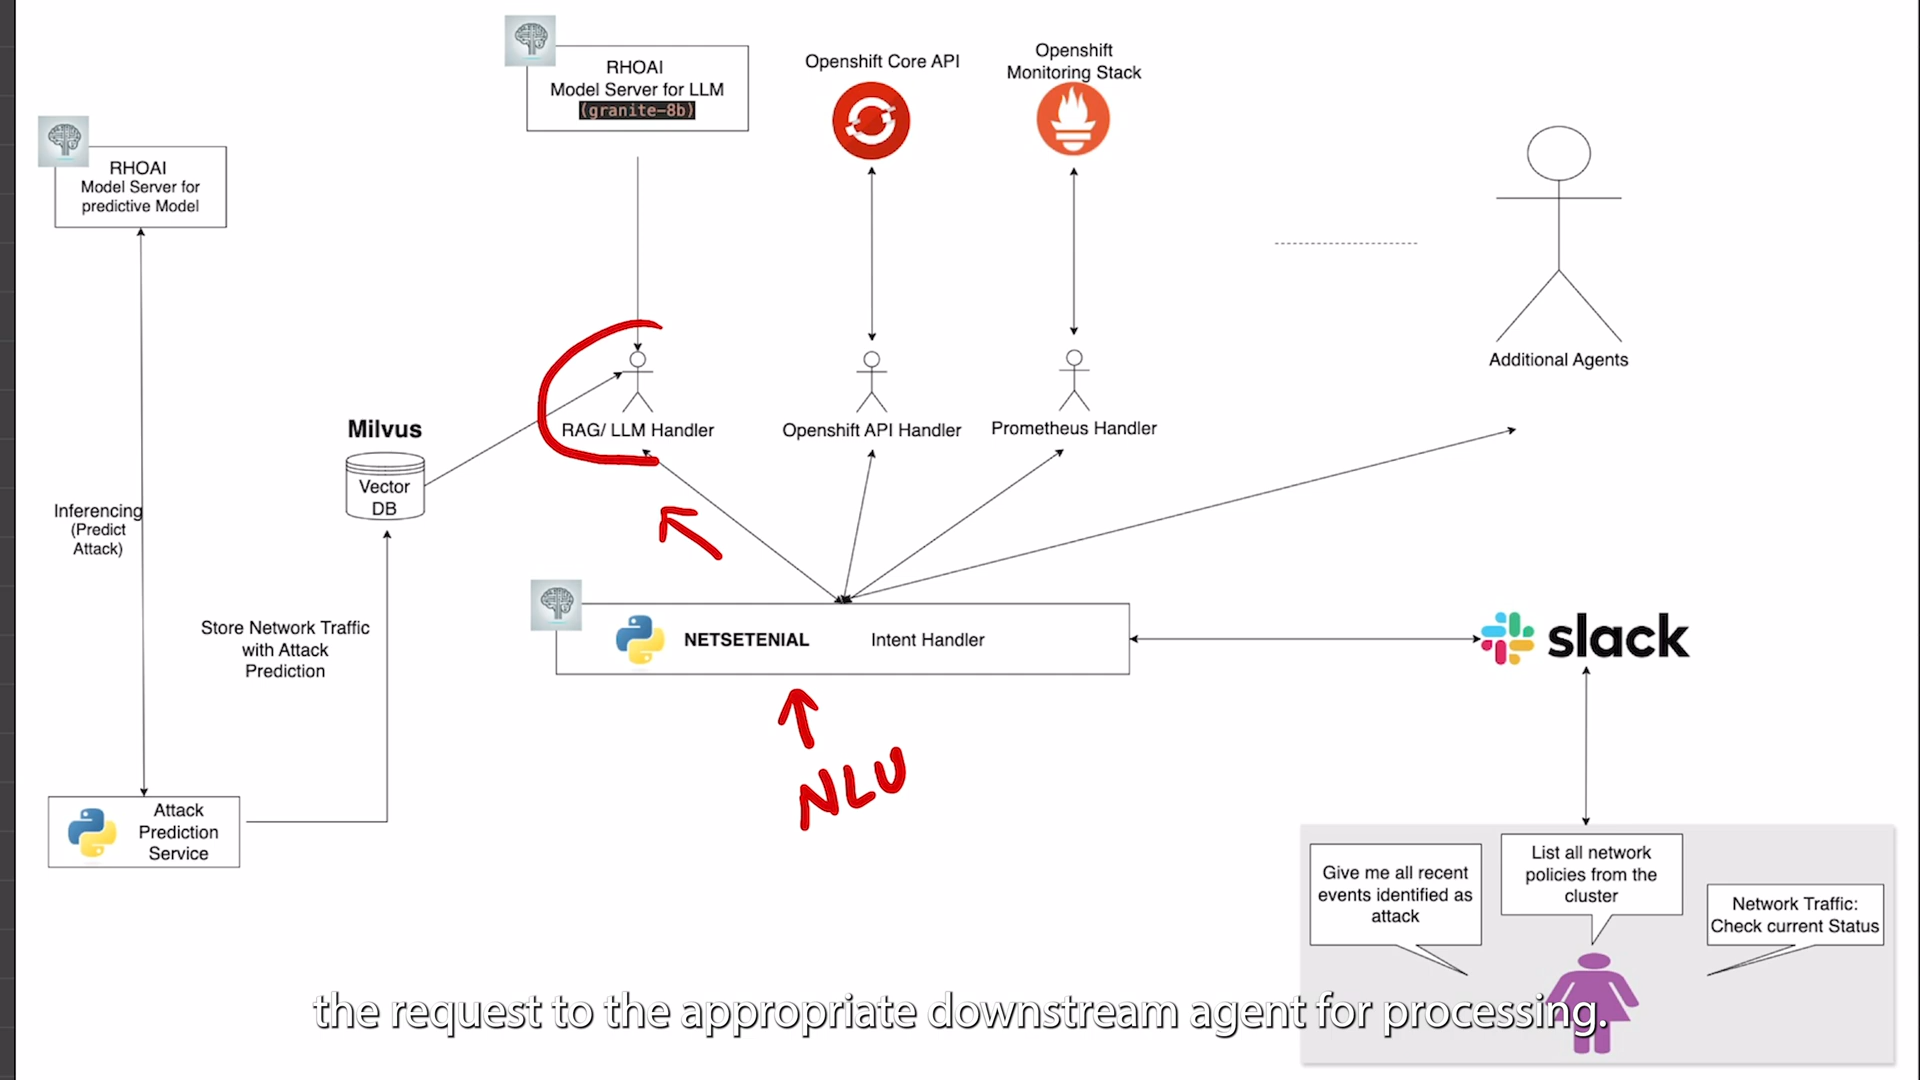 RHOAI
Model Server for LLM
(granite-8b)
Openshift Core API
Openshift
Monitoring Stack
RHOAI
Model Server for
predictive Model
Additional Agents
Milvus
Vector
DB
RAG/ LLM Handler
Openshift API Handler
Prometheus Handler
Inferencing
(Predict
Attack)
Store Network Traffic
with Attack
Prediction
NETSETENIAL
Intent Handler
slack
NLU
Attack
Prediction
Service
Give me all recent
events identified as
attack
List all network
policies from the
cluster
Network Traffic:
Check current Status
the request to the appropriate downstream agent for processing.